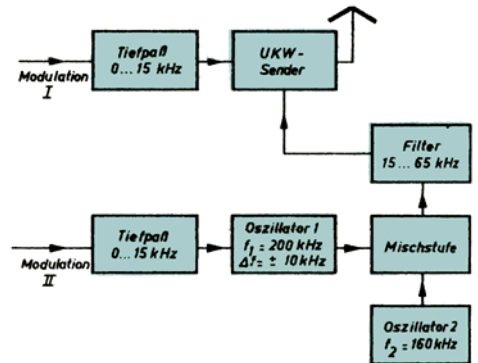 Tiefpaß
0...15 kHz
UKW-
Sender
Modulation
I
Filter
15...65 kHz
Tiefpaß
0...15 kHz
Oszillator 1
f1 = 200 kHz
Δf = ± 10 kHz
Mischstufe
Modulation
II
Oszillator 2
f2 = 160 kHz